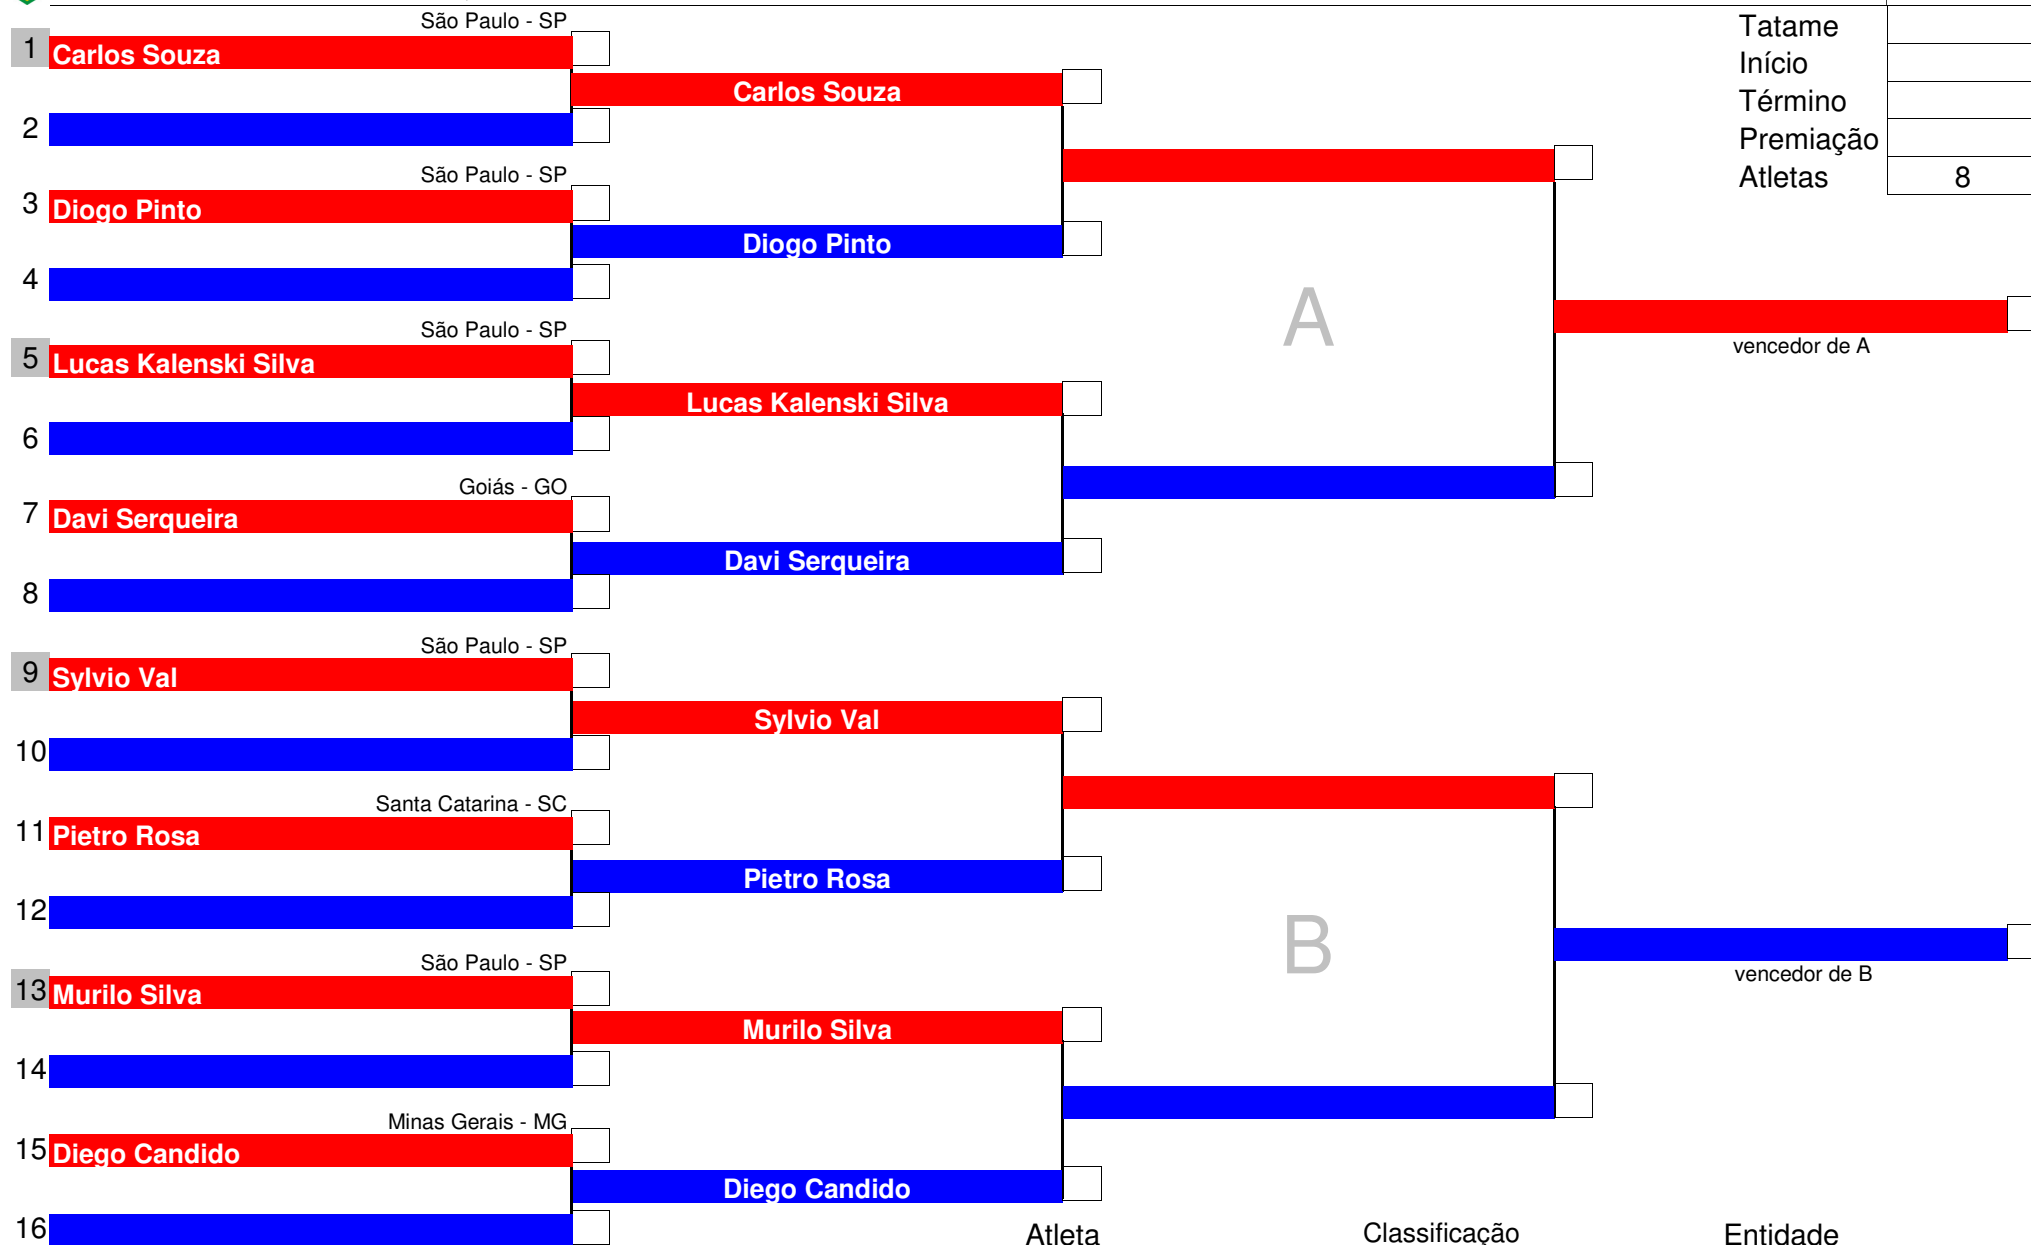 São Paulo - SP
1 Carlos Souza
Carlos Souza
2
São Paulo - SP
3 Diogo Pinto
Diogo Pinto
4
São Paulo - SP
5 Lucas Kalenski Silva
Lucas Kalenski Silva
6
Goiás - GO
7 Davi Serqueira
Davi Serqueira
8
São Paulo - SP
9 Sylvio Val
Sylvio Val
10
Santa Catarina - SC
11 Pietro Rosa
Pietro Rosa
12
São Paulo - SP
13 Murilo Silva
Murilo Silva
14
Minas Gerais - MG
15 Diego Candido
Diego Candido
16
A
B
vencedor de A
vencedor de B
Tatame
Início
Término
Premiação
Atletas 8
Atleta Classificação Entidade